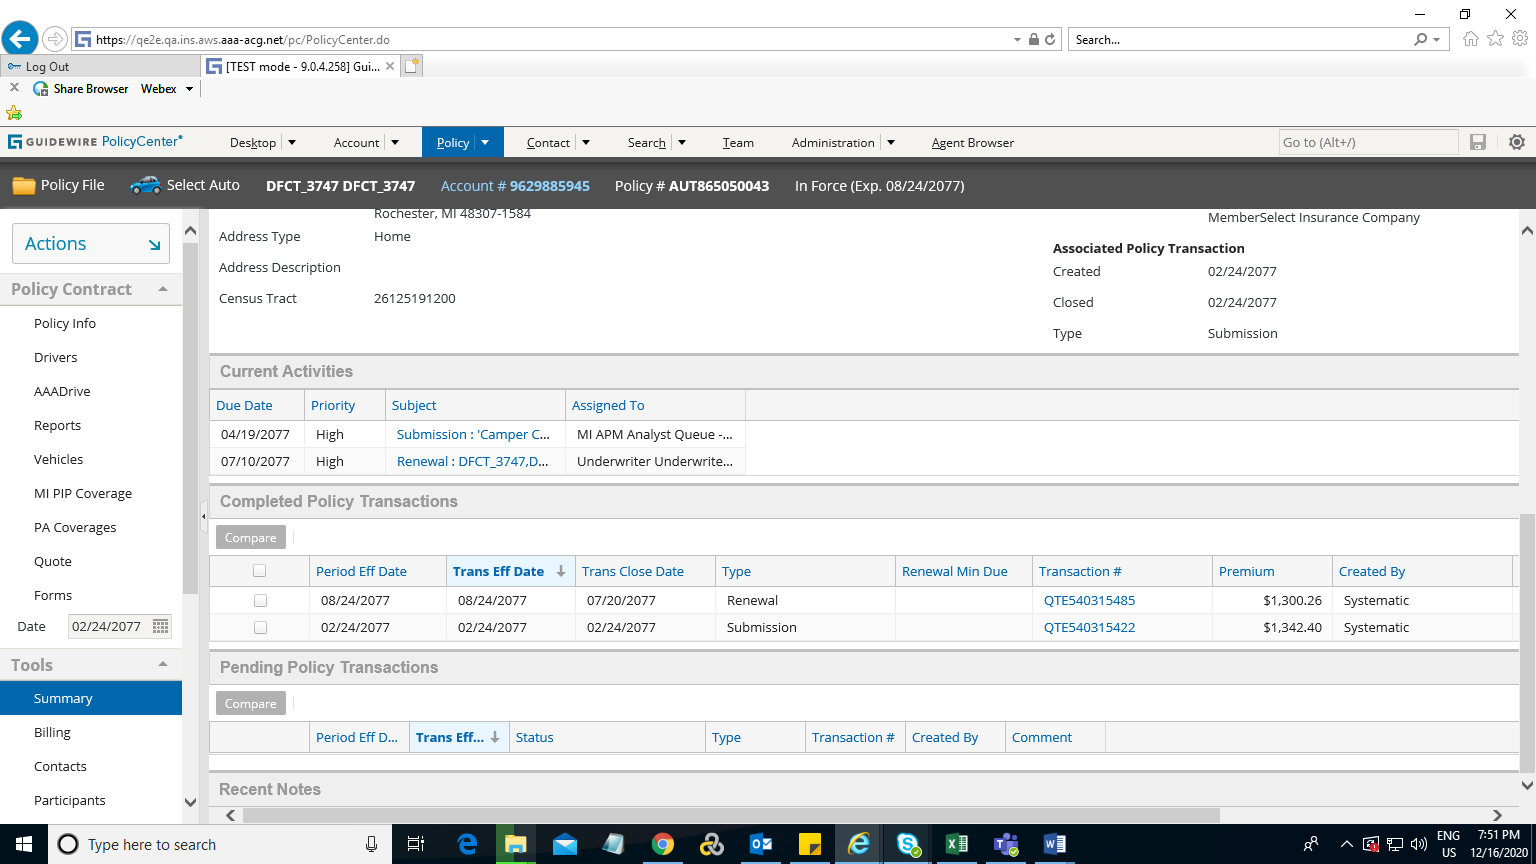 https://qe2e.qa.ins.aws.aaa-acg.net/pc/PolicyCenter.do
Search...
Log Out
[TEST mode - 9.0.4.258] Gui...
Share Browser
Webex
GUIDEWIRE PolicyCenter
Desktop
Account
Policy
Contact
Search
Team
Administration
Agent Browser
Go to (Alt+/)
Policy File
Select Auto
DFCT_3747 DFCT_3747
Account # 9629885945
Policy # AUT865050043
In Force (Exp. 08/24/2077)
Actions
Policy Contract
Policy Info
Drivers
AAADrive
Reports
Vehicles
MI PIP Coverage
PA Coverages
Quote
Forms
Date 02/24/2077
Tools
Summary
Billing
Contacts
Participants
Rochester, MI 48307-1584
Address Type Home
Address Description
Census Tract 26125191200
MemberSelect Insurance Company
Associated Policy Transaction
Created 02/24/2077
Closed 02/24/2077
Type Submission
Current Activities
Due Date Priority Subject Assigned To
04/19/2077 High Submission : 'Camper C... MI APM Analyst Queue -...
07/10/2077 High Renewal : DFCT_3747,D... Underwriter Underwrite...
Completed Policy Transactions
Compare
Period Eff Date Trans Eff Date Trans Close Date Type Renewal Min Due Transaction # Premium Created By
08/24/2077 08/24/2077 07/20/2077 Renewal QTE540315485 $1,300.26 Systematic
02/24/2077 02/24/2077 02/24/2077 Submission QTE540315422 $1,342.40 Systematic
Pending Policy Transactions
Compare
Period Eff D... Trans Eff... Status Type Transaction # Created By Comment
Recent Notes
Type here to search
ENG
US
7:51 PM
12/16/2020